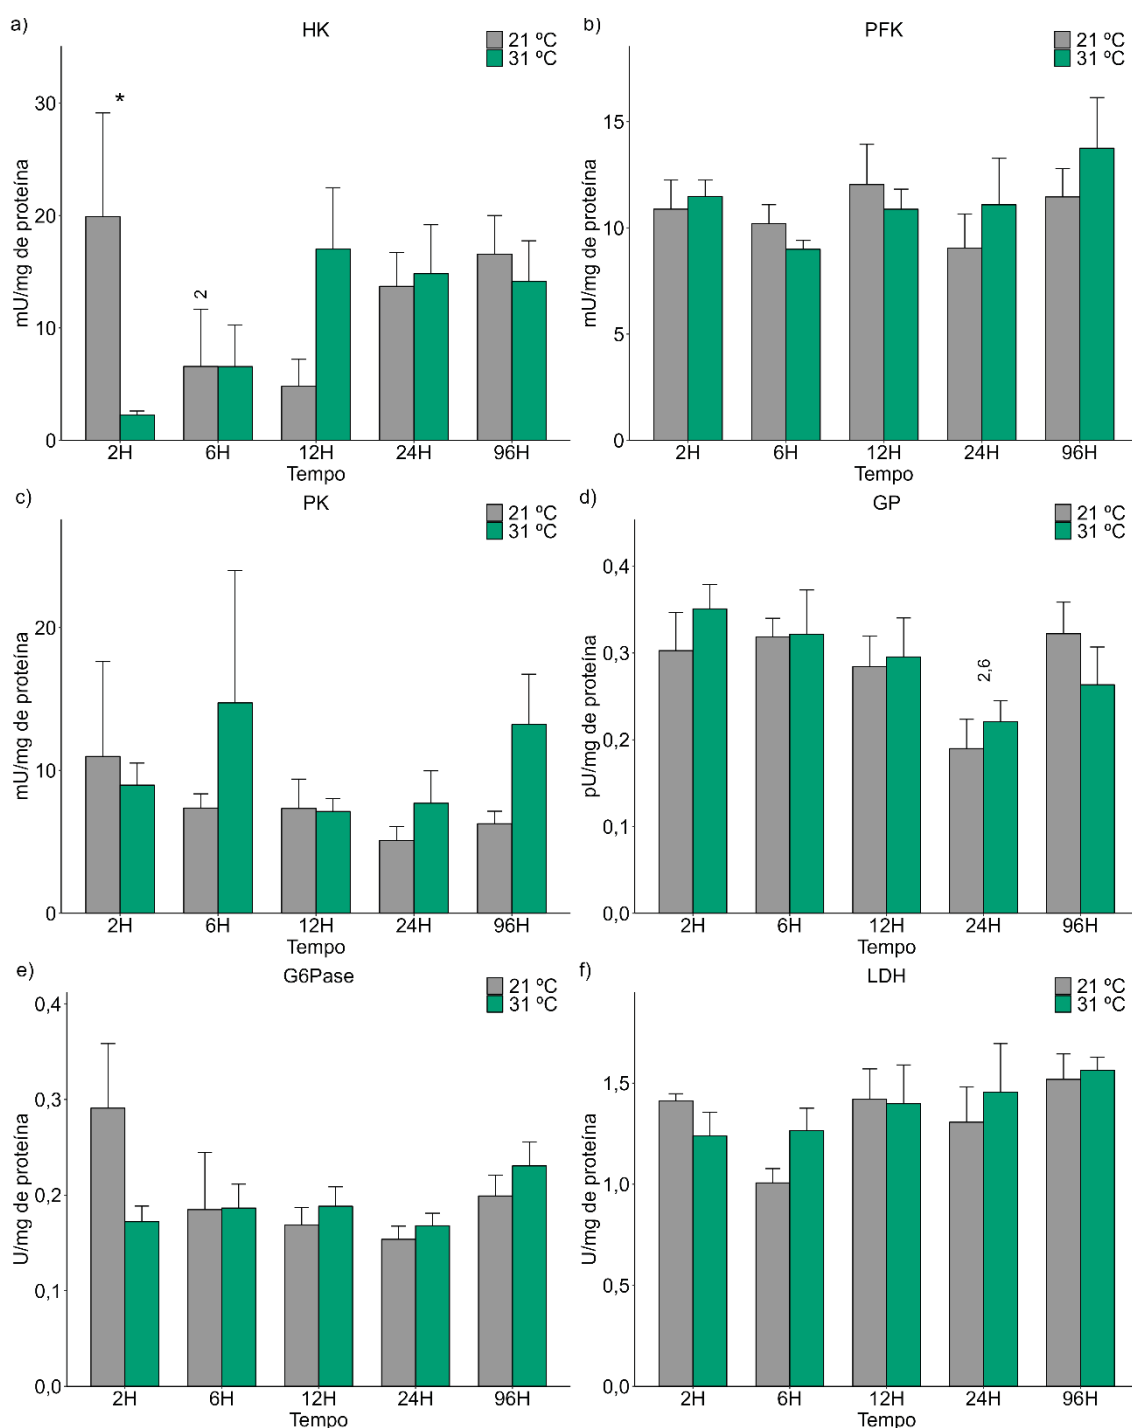 a)
HK
21 ºC
31 ºC
mU/mg de proteína
30
20
10
0
*
2
2H 6H 12H 24H 96H
Tempo
b)
PFK
21 ºC
31 ºC
mU/mg de proteína
15
10
5
0
2H 6H 12H 24H 96H
Tempo
c)
PK
21 ºC
31 ºC
mU/mg de proteína
20
10
0
2H 6H 12H 24H 96H
Tempo
d)
GP
21 ºC
31 ºC
pU/mg de proteína
0,4
0,3
0,2
0,1
0,0
2,6
2H 6H 12H 24H 96H
Tempo
e)
G6Pase
21 ºC
31 ºC
U/mg de proteína
0,4
0,3
0,2
0,1
0,0
2H 6H 12H 24H 96H
Tempo
f)
LDH
21 ºC
31 ºC
U/mg de proteína
1,5
1,0
0,5
0,0
2H 6H 12H 24H 96H
Tempo